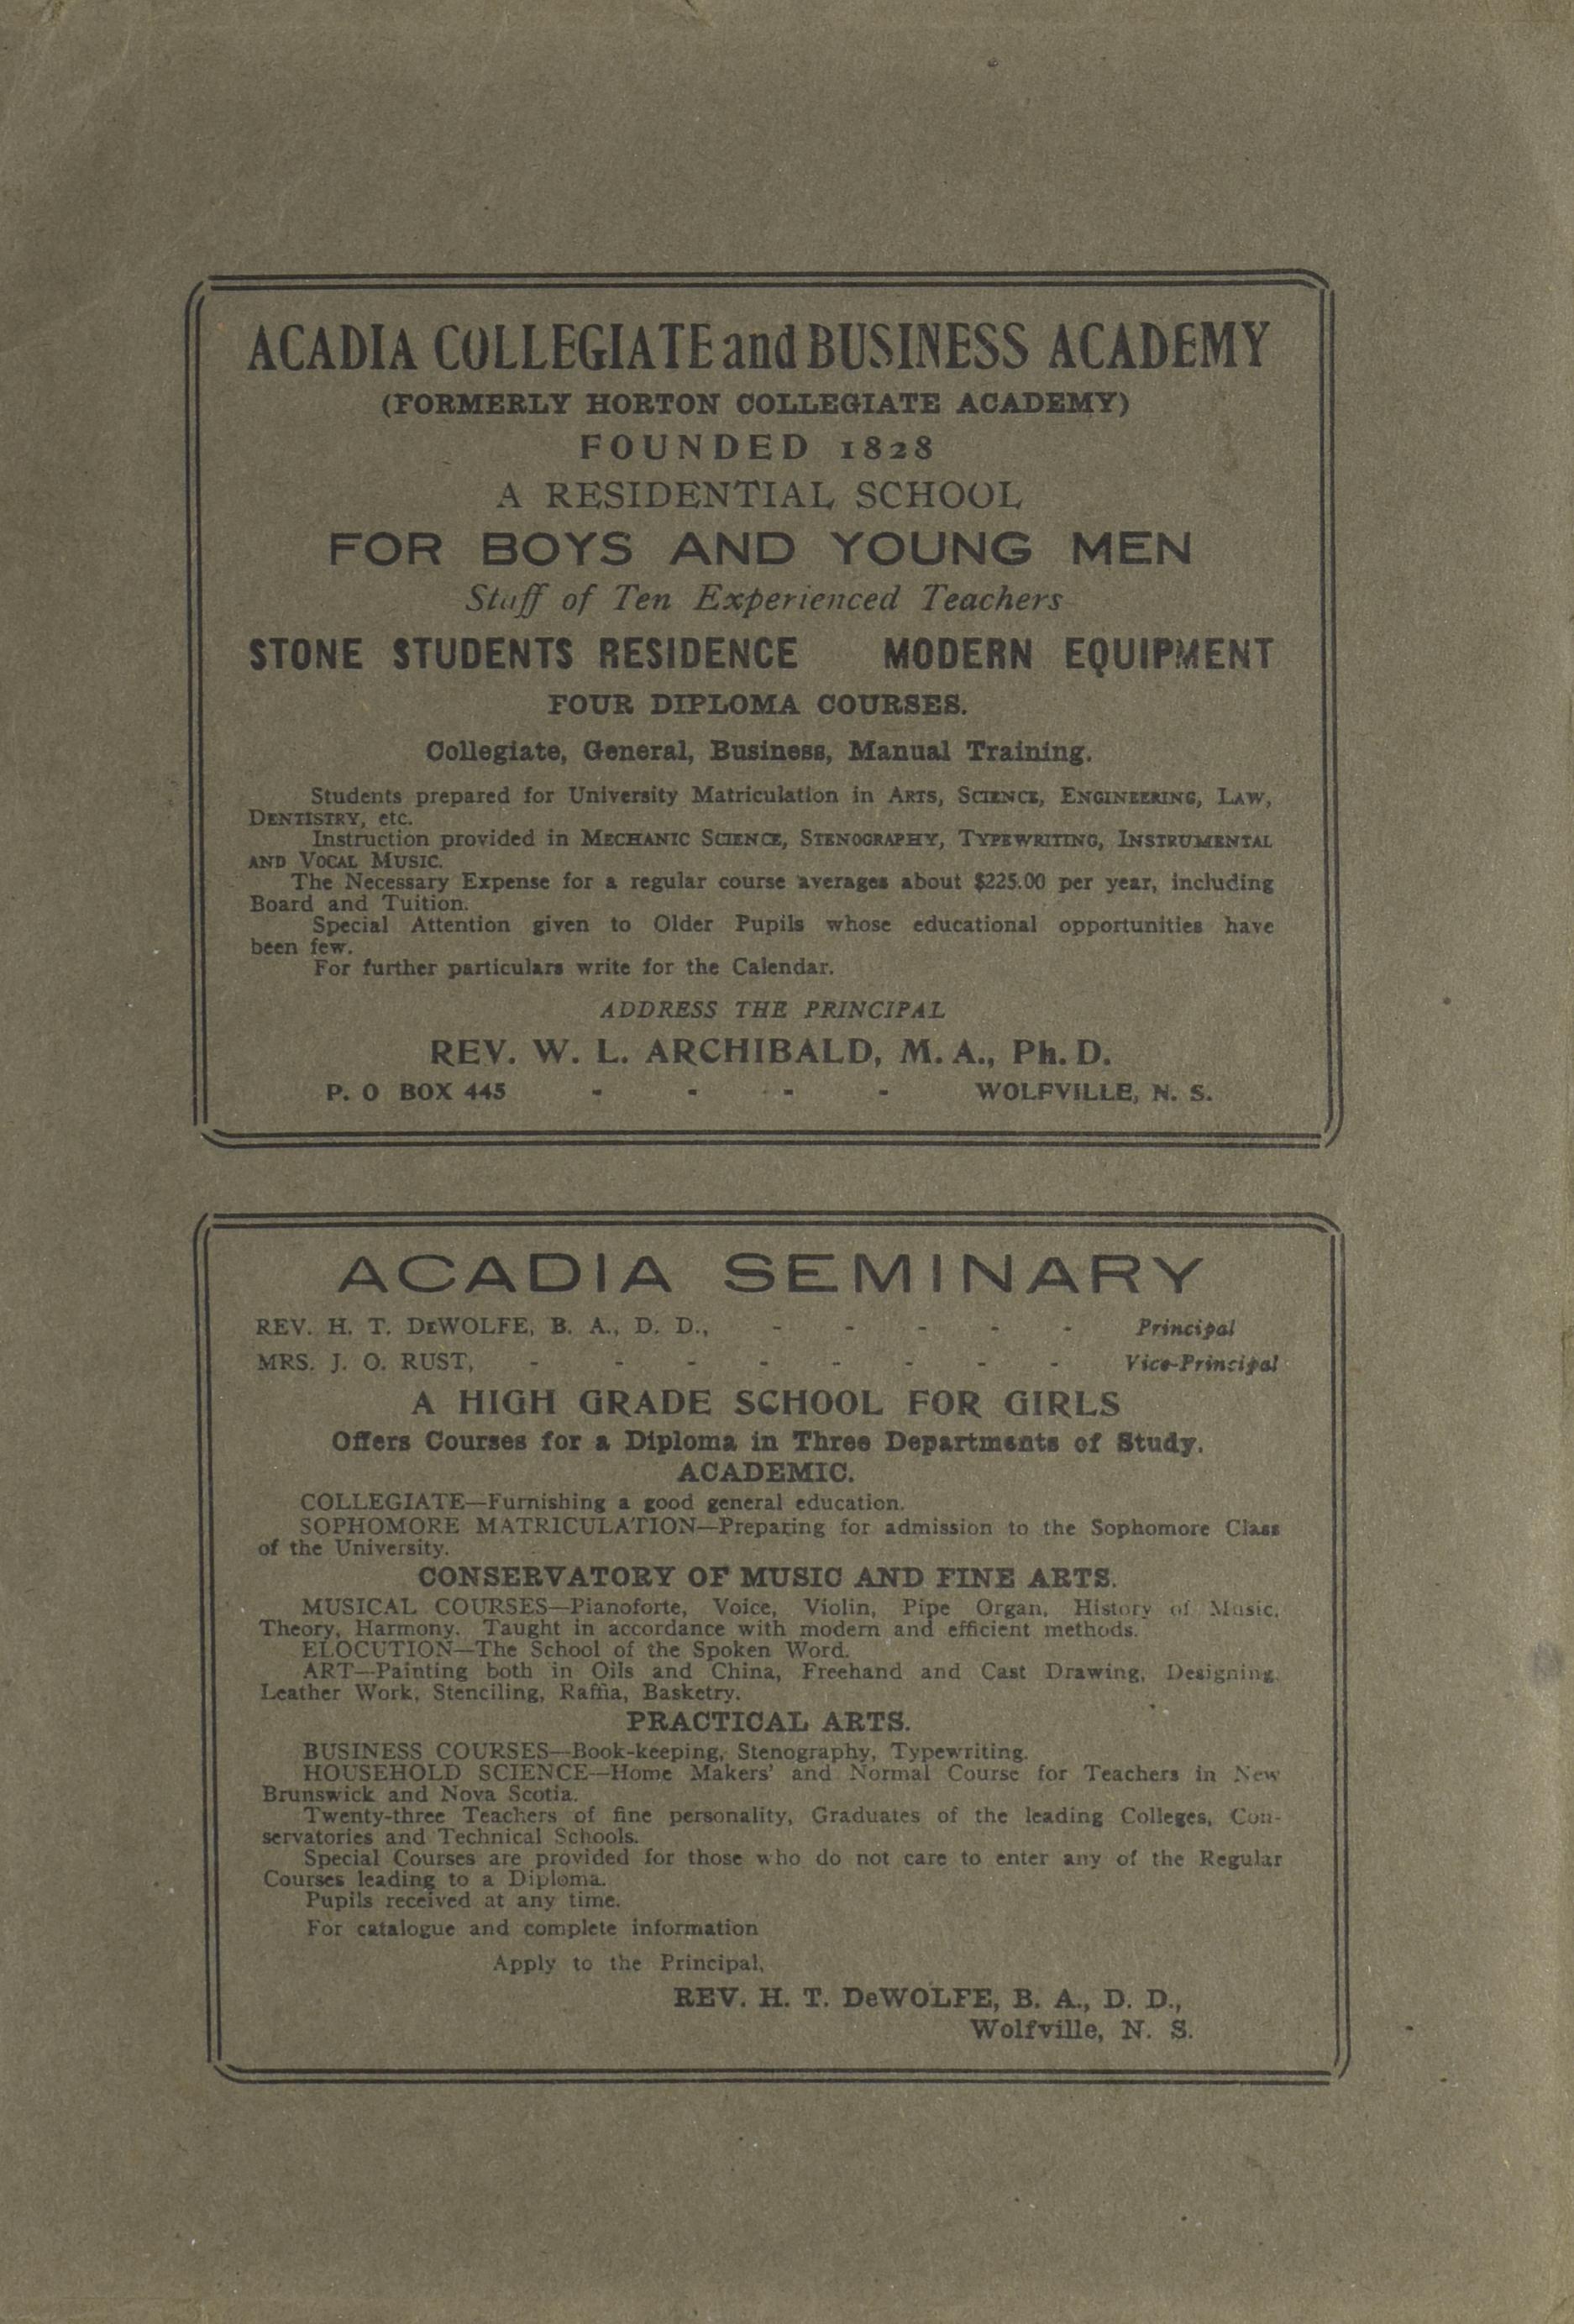 ACADIA COLLEGIATE and BUSINESS ACADEMY
(FORMERLY HORTON COLLEGIATE ACADEMY)
FOUNDED 1828
A RESIDENTIAL SCHOOL
FOR BOYS AND YOUNG MEN
Staff of Ten Experienced Teachers
STONE STUDENTS RESIDENCE MODERN EQUIPMENT
FOUR DIPLOMA COURSES.
Collegiate, General, Business, Manual Training.
Students prepared for University Matriculation in ARTS, SCIENCE, ENGINEERING, LAW,
DENTISTRY, etc.
Instruction provided in MECHANIC SCIENCE, STENOGRAPHY, TYPEWRITING, INSTRUMENTAL
AND VOCAL MUSIC.
The Necessary Expense for a regular course averages about $225.00 per year, including
Board and Tuition.
Special Attention given to Older Pupils whose educational opportunities have
been few.
For further particulars write for the Calendar.
ADDRESS THE PRINCIPAL
REV. W. L. ARCHIBALD, M. A., Ph. D.
P. O BOX 445 - - - - WOLFVILLE, N. S.
ACADIA SEMINARY
REV. H. T. DEWOLFE, B. A., D. D., - - - - - Principal
MRS. J. O. RUST, - - - - - - - - Vice-Principal
A HIGH GRADE SCHOOL FOR GIRLS
Offers Courses for a Diploma in Three Departments of Study.
ACADEMIC.
COLLEGIATE—Furnishing a good general education.
SOPHOMORE MATRICULATION—Preparing for admission to the Sophomore Class
of the University.
CONSERVATORY OF MUSIC AND FINE ARTS.
MUSICAL COURSES—Pianoforte, Voice, Violin, Pipe Organ, History of Music,
Theory, Harmony. Taught in accordance with modern and efficient methods.
ELOCUTION—The School of the Spoken Word.
ART—Painting both in Oils and China, Freehand and Cast Drawing, Designing,
Leather Work, Stenciling, Raffia, Basketry.
PRACTICAL ARTS.
BUSINESS COURSES—Book-keeping, Stenography, Typewriting.
HOUSEHOLD SCIENCE—Home Makers' and Normal Course for Teachers in New
Brunswick and Nova Scotia.
Twenty-three Teachers of fine personality, Graduates of the leading Colleges, Con-
servatories and Technical Schools.
Special Courses are provided for those who do not care to enter any of the Regular
Courses leading to a Diploma.
Pupils received at any time.
For catalogue and complete information
Apply to the Principal,
REV. H. T. DeWOLFE, B. A., D. D.,
Wolfville, N. S.